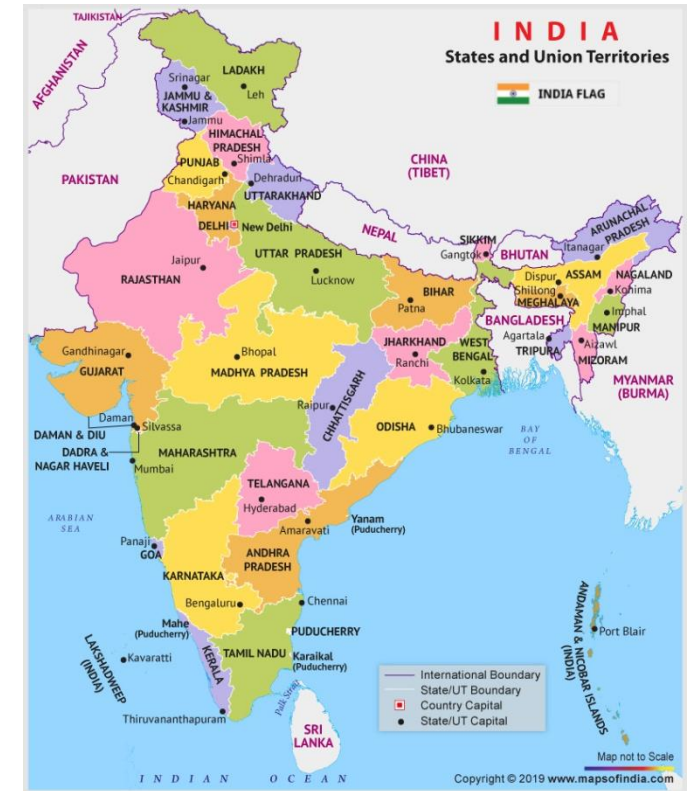 TAJIKISTAN
INDIA
States and Union Territories
INDIA FLAG
AFGHANISTAN
LADAKH
Srinagar
Leh
JAMMU &
KASHMIR
Jammu
HIMACHAL
PRADESH
Shimla
PUNJAB
Chandigarh
Dehradun
UTTARAKHAND
CHINA
(TIBET)
PAKISTAN
HARYANA
DELHI
New Delhi
NEPAL
ARUNACHAL
PRADESH
SIKKIM
Gangtok
BHUTAN
Itanagar
UTTAR PRADESH
Jaipur
RAJASTHAN
Lucknow
BIHAR
Patna
Dispur
ASSAM
NAGALAND
Shillong
MEGHALAYA
Kohima
Imphal
MANIPUR
BANGLADESH
Agartala
TRIPURA
Aizawl
MIZORAM
MYANMAR
(BURMA)
Gandhinagar
GUJARAT
Bhopal
MADHYA PRADESH
JHARKHAND
Ranchi
WEST
BENGAL
Kolkata
CHHATTISGARH
Raipur
ODISHA
Bhubaneswar
BAY
OF
BENGAL
Daman
DAMAN & DIU
Silvassa
DADRA &
NAGAR HAVELI
MAHARASHTRA
Mumbai
TELANGANA
Hyderabad
ARABIAN
SEA
Yanam
(Puducherry)
Amaravati
Panaji
GOA
ANDHRA
PRADESH
KARNATAKA
Bengaluru
Chennai
Mahe
(Puducherry)
PUDUCHERRY
LAKSHADWEEP
(INDIA)
Kavaratti
KERALA
TAMIL NADU
Karaikal
(Puducherry)
Thiruvananthapuram
Palk Strait
SRI
LANKA
ANDAMAN & NICOBAR ISLANDS
(INDIA)
Port Blair
International Boundary
State/UT Boundary
Country Capital
State/UT Capital
Map not to Scale
INDIAN OCEAN
Copyright © 2019 www.mapsofindia.com